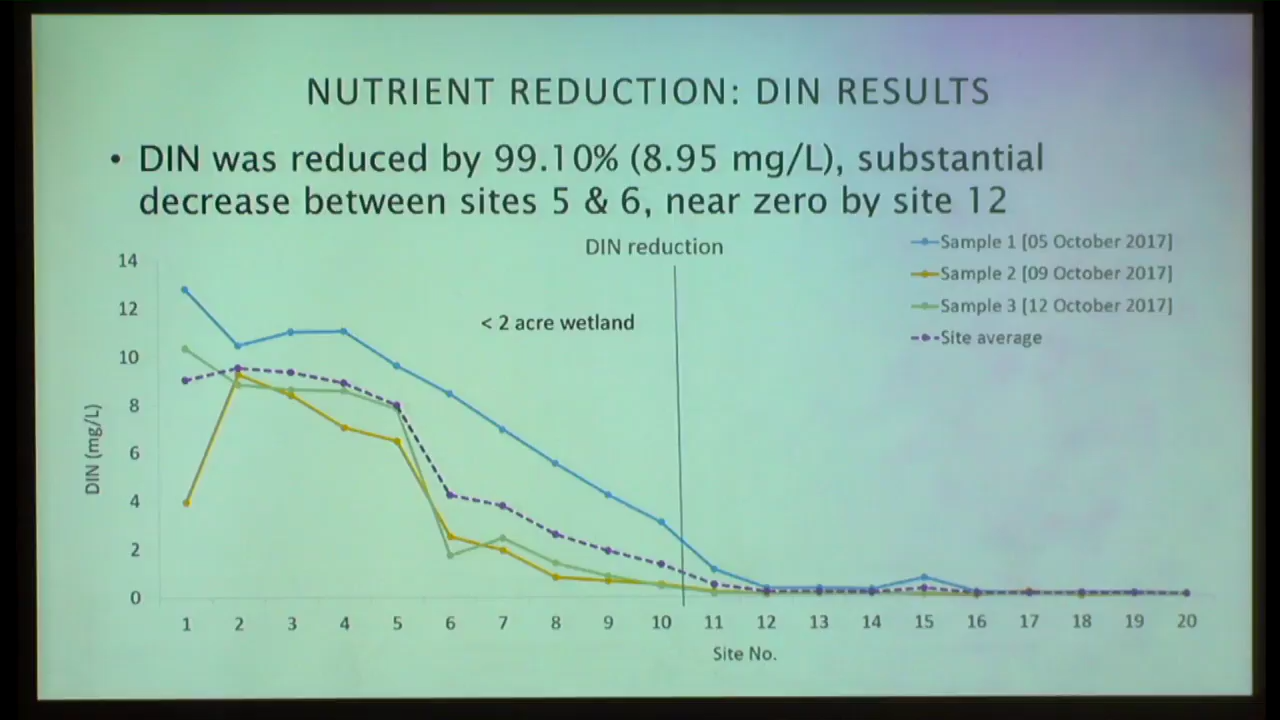 NUTRIENT REDUCTION: DIN RESULTS
• DIN was reduced by 99.10% (8.95 mg/L), substantial
decrease between sites 5 & 6, near zero by site 12
DIN reduction
Sample 1 [05 October 2017]
Sample 2 [09 October 2017]
Sample 3 [12 October 2017]
Site average
< 2 acre wetland
DIN (mg/L)
14
12
10
8
6
4
2
0
1 2 3 4 5 6 7 8 9 10 11 12 13 14 15 16 17 18 19 20
Site No.